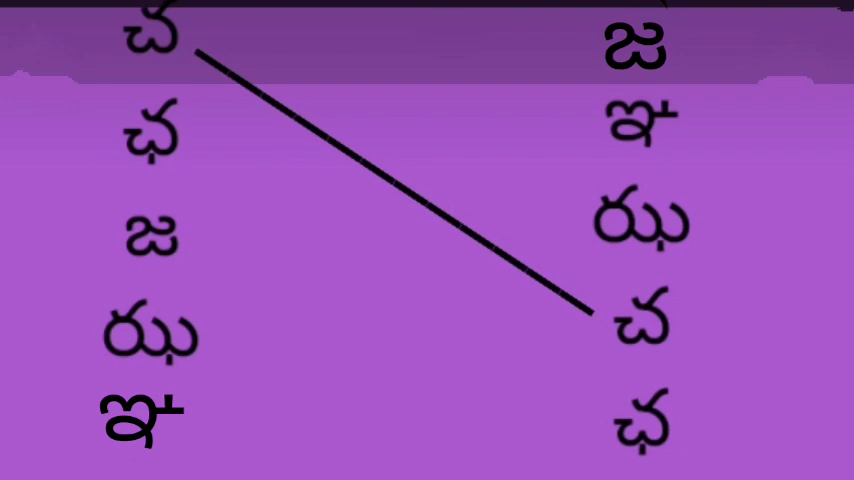 చ జ
ఛ ఞ
జ ఝ
ఝ చ
ఞ ఛ